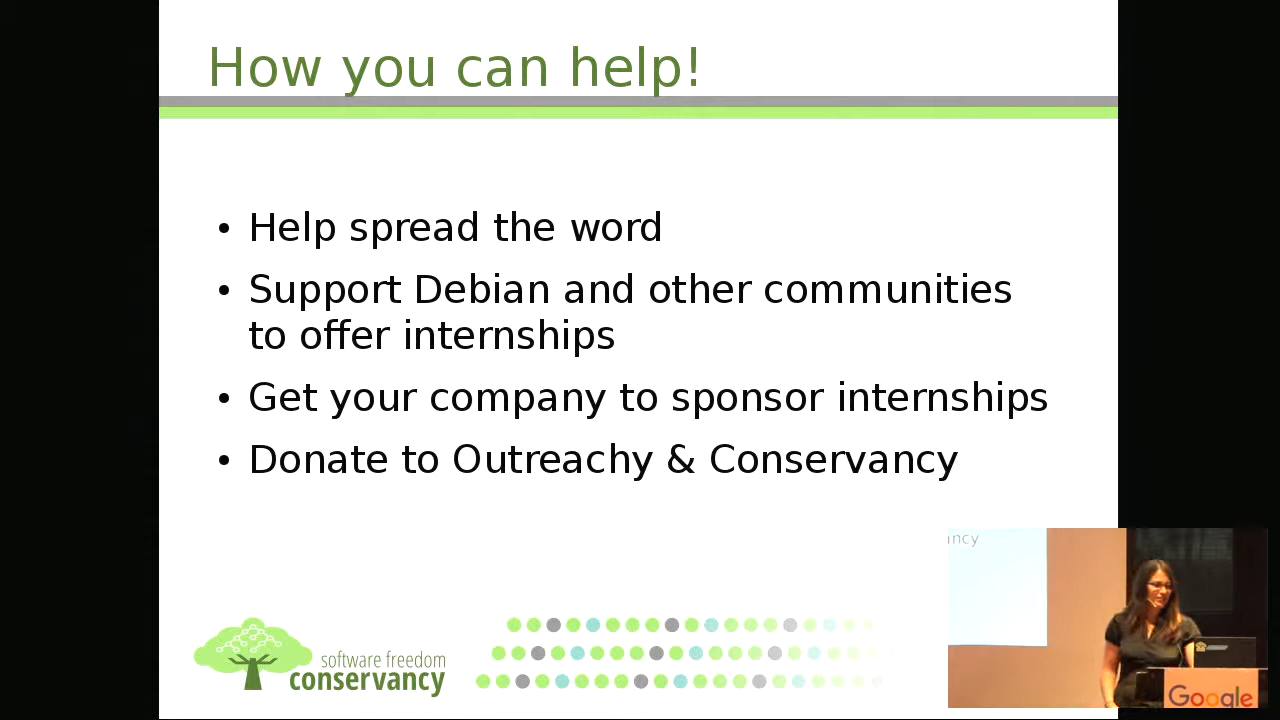 How you can help!
• Help spread the word
• Support Debian and other communities
to offer internships
• Get your company to sponsor internships
• Donate to Outreachy & Conservancy
ancy
software freedom
conservancy
Google